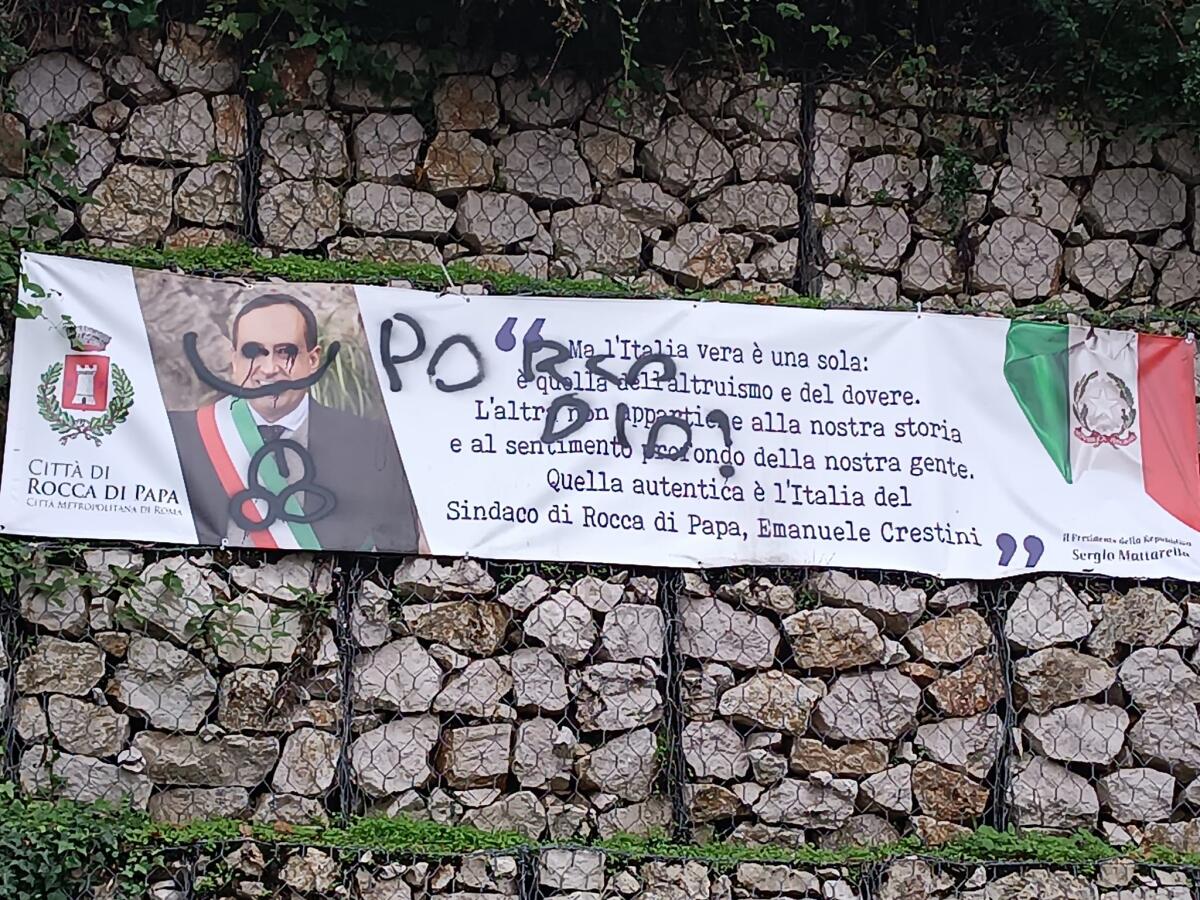 CITTÀ DI
ROCCA DI PAPA
CITTÀ METROPOLITANA DI ROMA
PORCO
DIO!
“ Ma l'Italia vera è una sola:
è quella dell'altruismo e del dovere.
L'altra non appartiene alla nostra storia
e al sentimento profondo della nostra gente.
Quella autentica è l'Italia del
Sindaco di Rocca di Papa, Emanuele Crestini ”
il Presidente della Repubblica
Sergio Mattarella